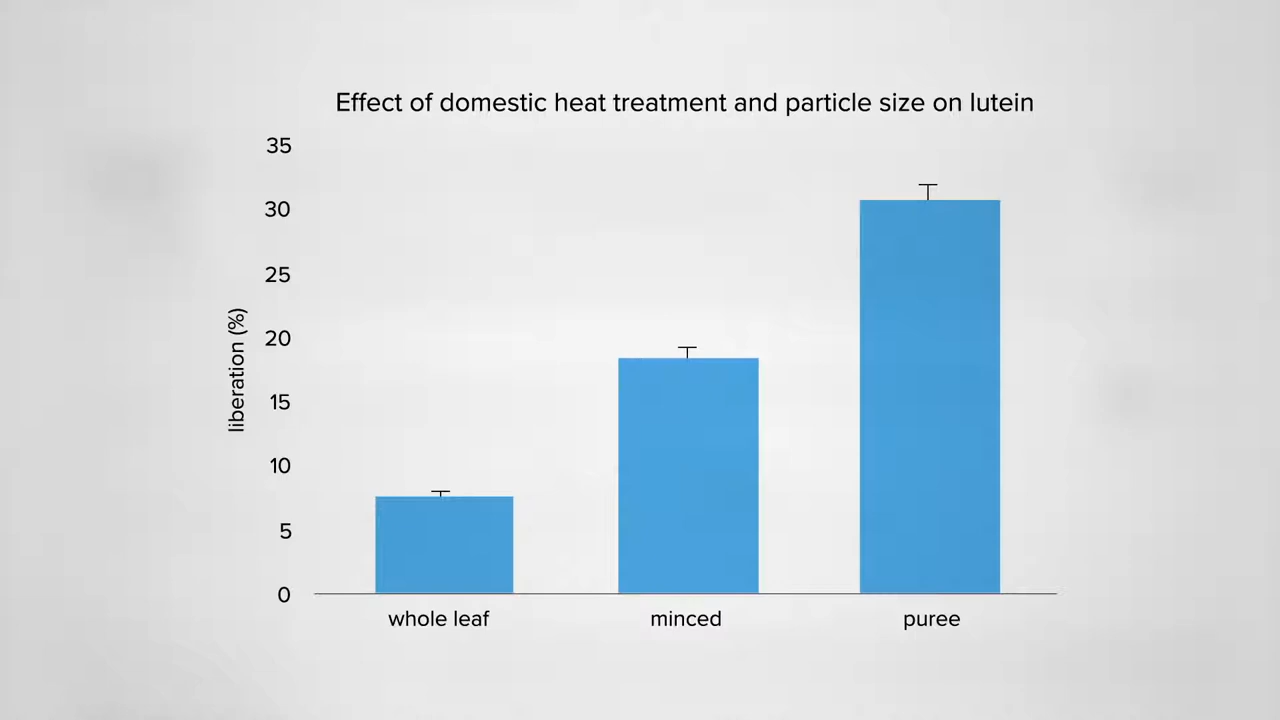 Effect of domestic heat treatment and particle size on lutein
35
30
25
20
15
10
5
0
liberation (%)
whole leaf
minced
puree